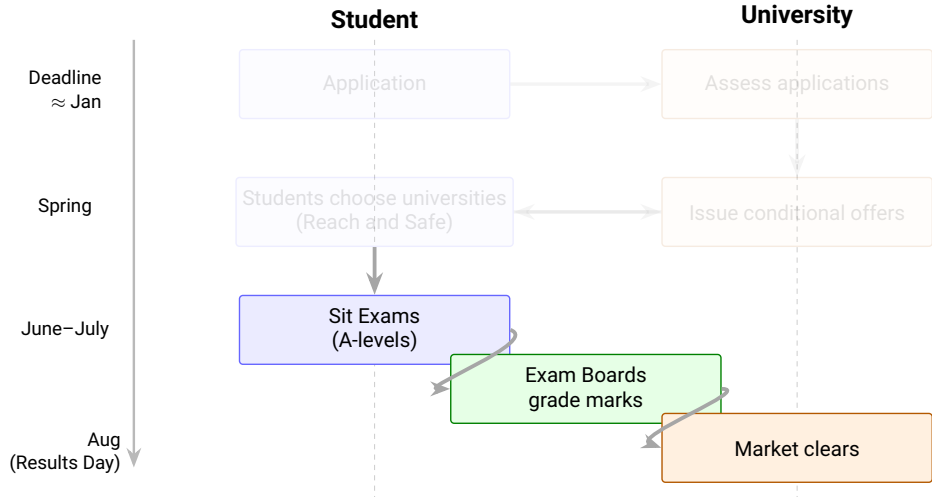 Student
University
Deadline
≈ Jan
Application
Assess applications
Spring
Students choose universities
(Reach and Safe)
Issue conditional offers
June–July
Sit Exams
(A-levels)
Exam Boards
grade marks
Aug
(Results Day)
Market clears